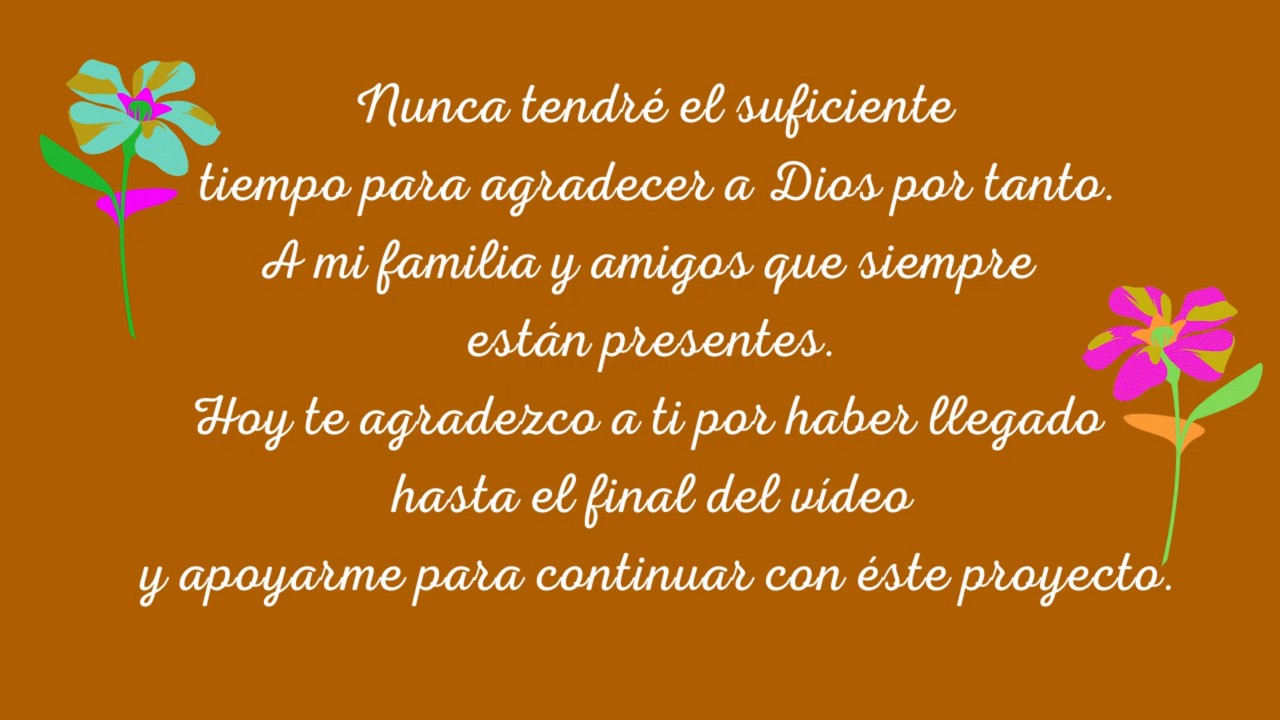 Nunca tendré el suficiente
tiempo para agradecer a Dios por tanto.
A mi familia y amigos que siempre
están presentes.
Hoy te agradezco a ti por haber llegado
hasta el final del vídeo
y apoyarme para continuar con éste proyecto.